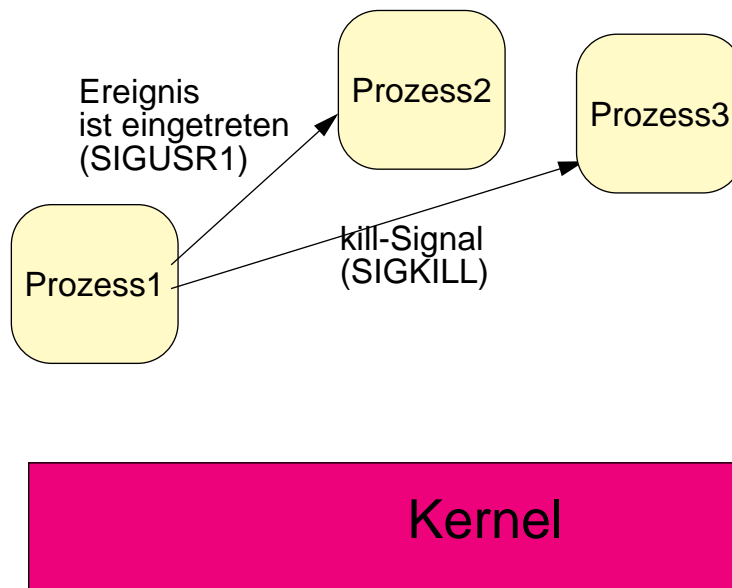 Ereignis
ist eingetreten
(SIGUSR1)
Prozess2
Prozess3
Prozess1
kill-Signal
(SIGKILL)
Kernel